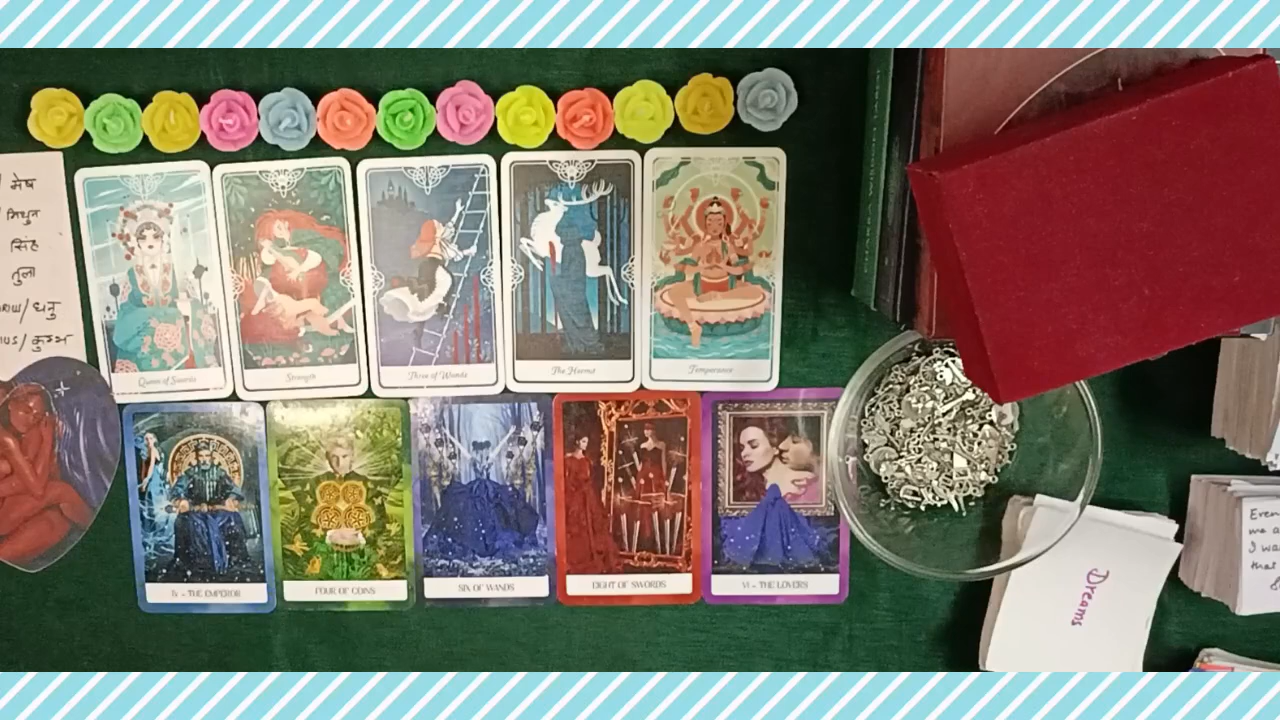 मेष
मिथुन
सिंह
तुला
/ धनु
/ कुम्भ
Queen of Swords
Strength
Three of Wands
The Hermit
Temperance
IV - THE EMPEROR
FOUR OF COINS
SIX OF WANDS
EIGHT OF SWORDS
VI - THE LOVERS
Dreams
Even
me a
I wa
that